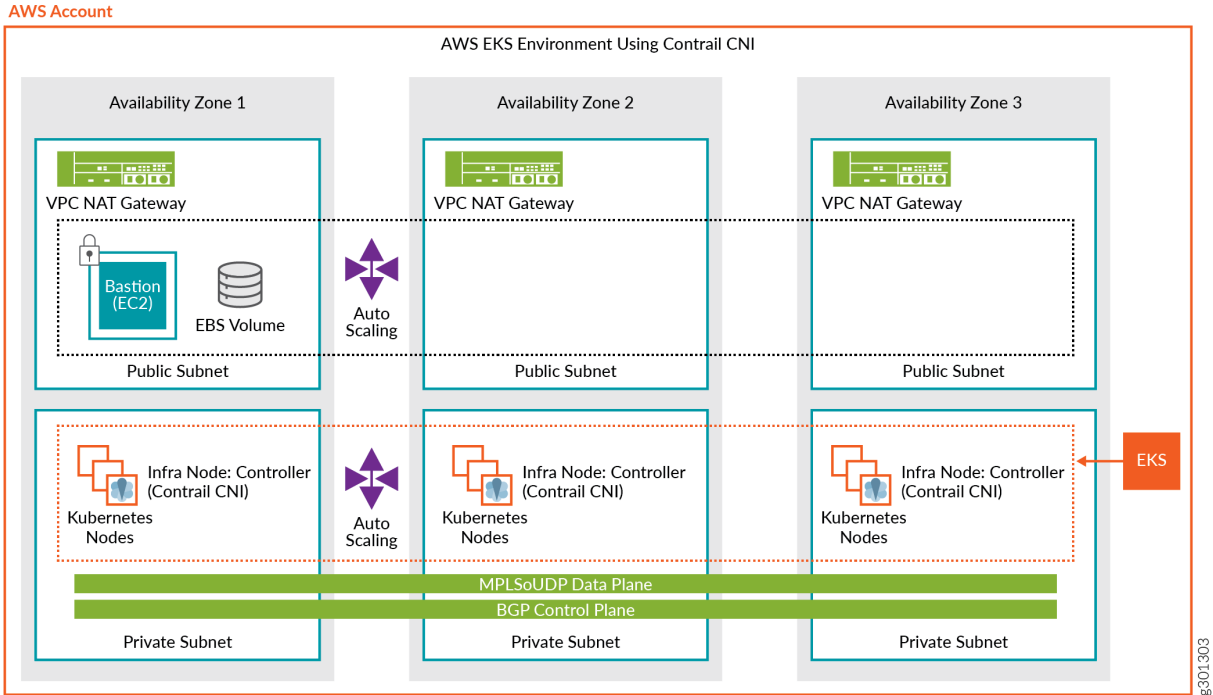 AWS Account
AWS EKS Environment Using Contrail CNI
Availability Zone 1
Availability Zone 2
Availability Zone 3
VPC NAT Gateway
VPC NAT Gateway
VPC NAT Gateway
Bastion
(EC2)
EBS Volume
Auto
Scaling
Public Subnet
Public Subnet
Public Subnet
Infra Node: Controller
(Contrail CNI)
Kubernetes
Nodes
Auto
Scaling
Infra Node: Controller
(Contrail CNI)
Kubernetes
Nodes
Infra Node: Controller
(Contrail CNI)
Kubernetes
Nodes
EKS
MPLSoUDP Data Plane
BGP Control Plane
Private Subnet
Private Subnet
Private Subnet
g301303